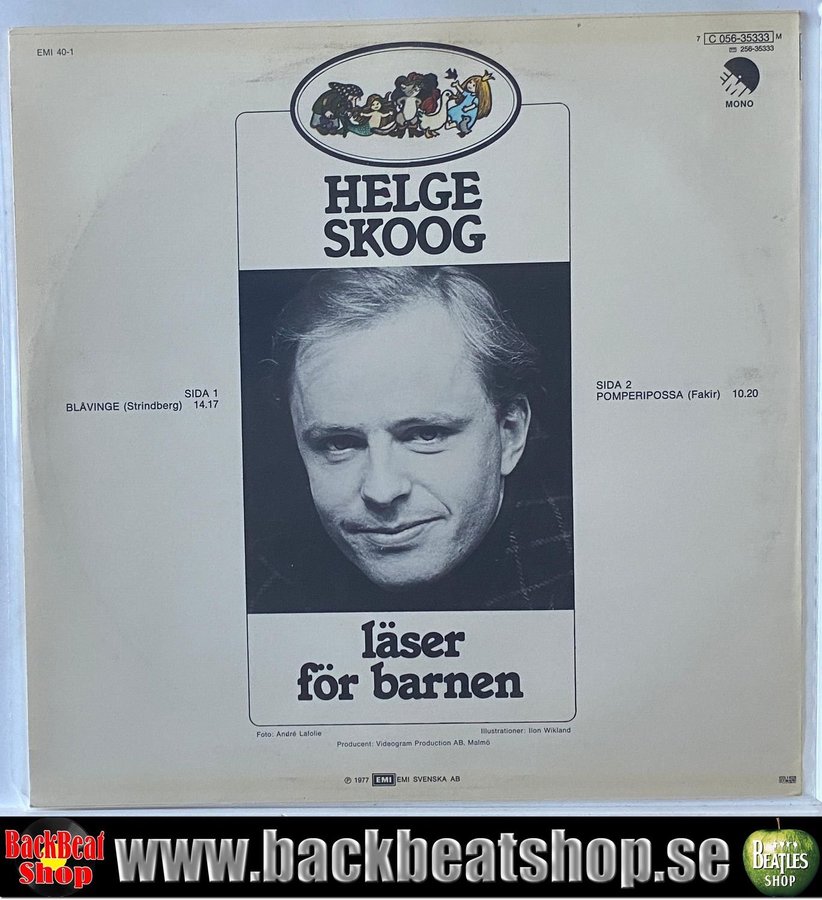 EMI 40-1
7 C 056-35333 M
256-35333
EMI
MONO
HELGE
SKOOG
SIDA 1
BLÅVINGE (Strindberg) 14.17
SIDA 2
POMPERIPOSSA (Fakir) 10.20
läser
för barnen
Foto: André Lafolie
Illustrationer: Ilon Wikland
Producent: Videogram Production AB, Malmö
℗ 1977 EMI EMI SVENSKA AB
BackBeat
Shop
www.backbeatshop.se
BEATLES
SHOP